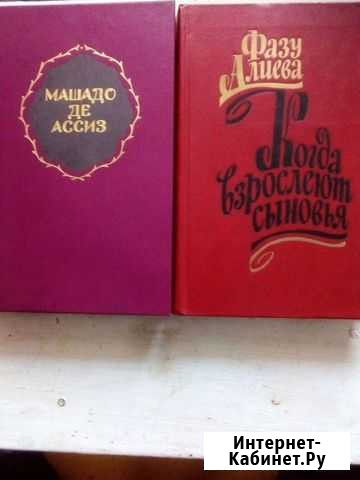 МАШАДО
ДЕ
АССИЗ
Фазу
Алиева
Когда
взрослеют
сыновья
Интернет-
Кабинет.Ру